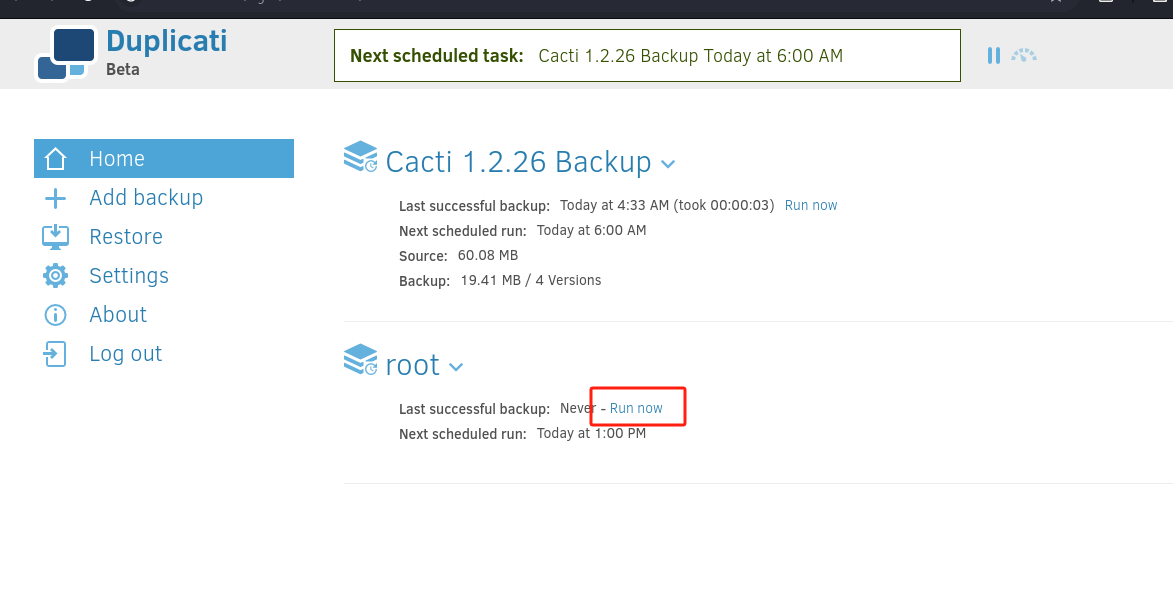 Duplicati
Beta
Next scheduled task: Cacti 1.2.26 Backup Today at 6:00 AM
Home
Add backup
Restore
Settings
About
Log out
Cacti 1.2.26 Backup
Last successful backup: Today at 4:33 AM (took 00:00:03) Run now
Next scheduled run: Today at 6:00 AM
Source: 60.08 MB
Backup: 19.41 MB / 4 Versions
root
Last successful backup: Never - Run now
Next scheduled run: Today at 1:00 PM